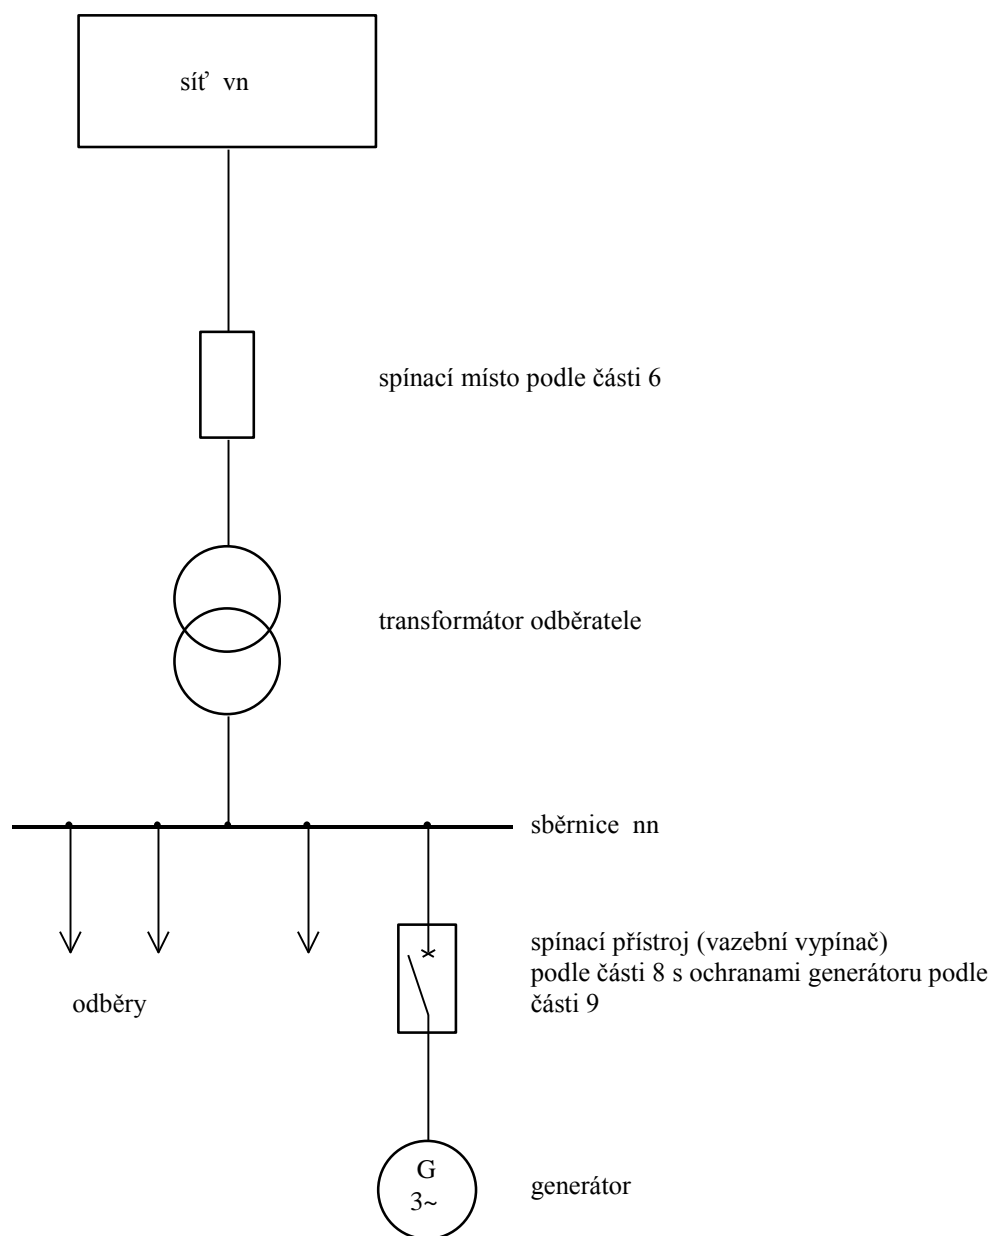 síť vn
spínací místo podle části 6
transformátor odběratele
sběrnice nn
spínací přístroj (vazební vypínač)
podle části 8 s ochranami generátoru podle
části 9
odběry
G
3~
generátor